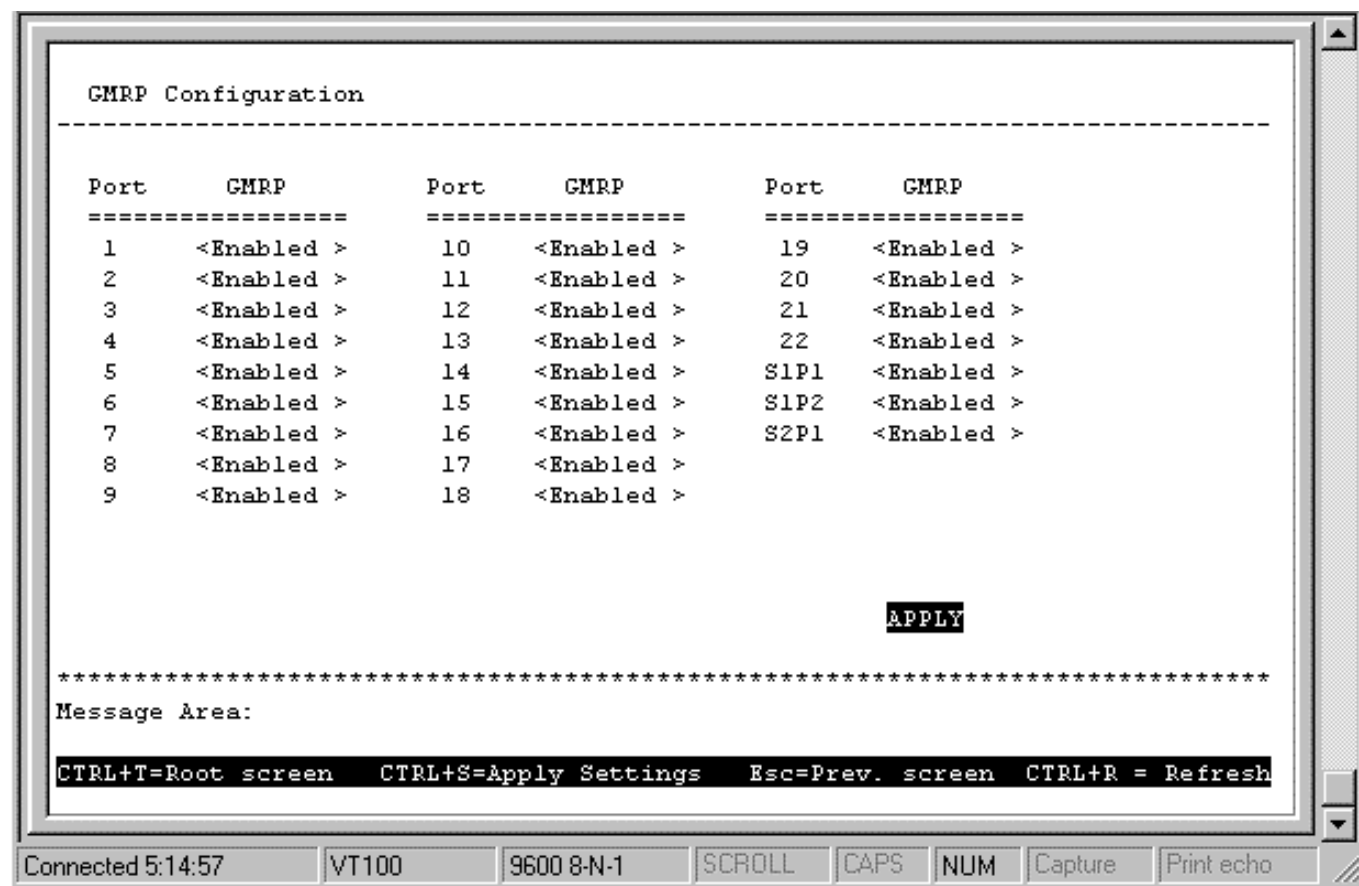 GMRP Configuration
--------------------------------------------------------------------------------
Port GMRP Port GMRP Port GMRP
================= ================= =================
1 <Enabled > 10 <Enabled > 19 <Enabled >
2 <Enabled > 11 <Enabled > 20 <Enabled >
3 <Enabled > 12 <Enabled > 21 <Enabled >
4 <Enabled > 13 <Enabled > 22 <Enabled >
5 <Enabled > 14 <Enabled > S1P1 <Enabled >
6 <Enabled > 15 <Enabled > S1P2 <Enabled >
7 <Enabled > 16 <Enabled > S2P1 <Enabled >
8 <Enabled > 17 <Enabled >
9 <Enabled > 18 <Enabled >
APPLY
*******************************************************************************
Message Area:
CTRL+T=Root screen CTRL+S=Apply Settings Esc=Prev. screen CTRL+R = Refresh
Connected 5:14:57 VT100 9600 8-N-1 SCROLL CAPS NUM Capture Print echo